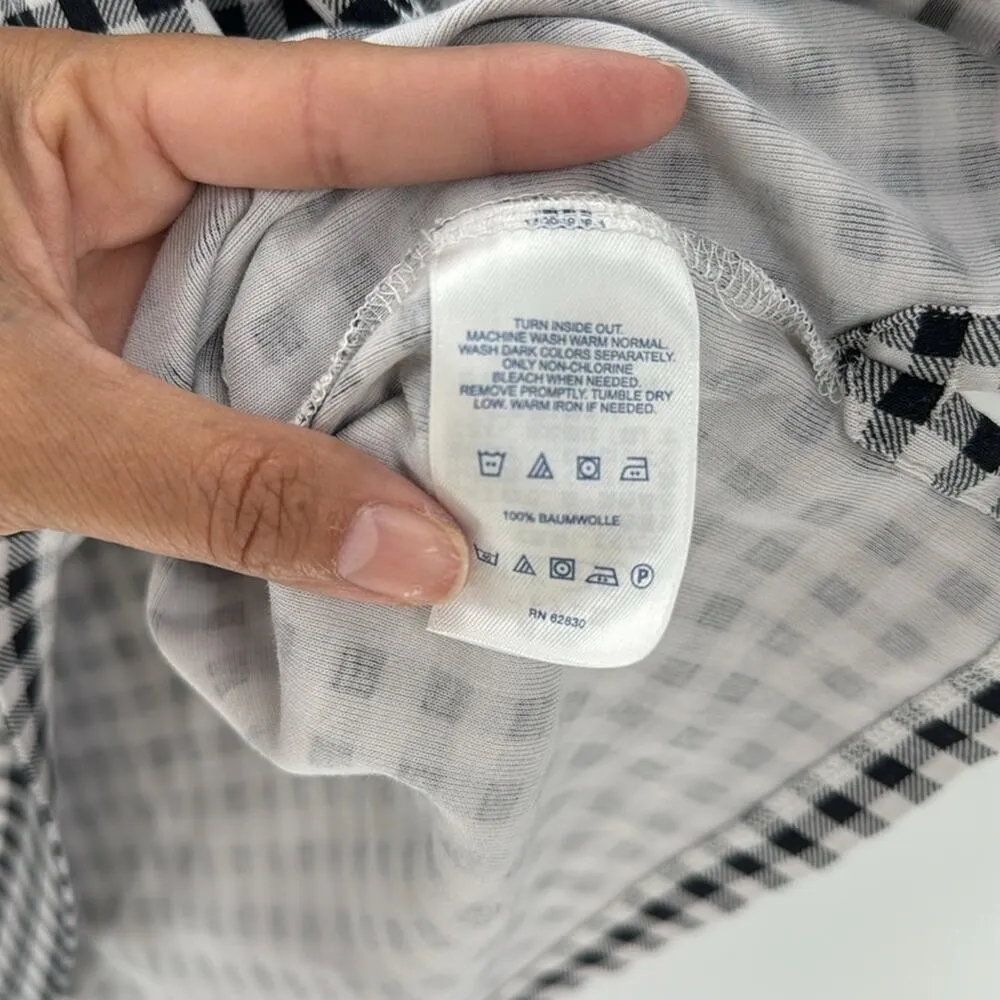 TURN INSIDE OUT.
MACHINE WASH WARM NORMAL.
WASH DARK COLORS SEPARATELY.
ONLY NON-CHLORINE
BLEACH WHEN NEEDED.
REMOVE PROMPTLY. TUMBLE DRY
LOW. WARM IRON IF NEEDED.
100% BAUMWOLLE
P
RN 62830